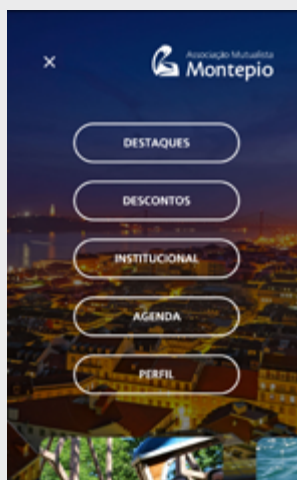 Associação Mutualista
Montepio
DESTAQUES
DESCONTOS
INSTITUCIONAL
AGENDA
PERFIL